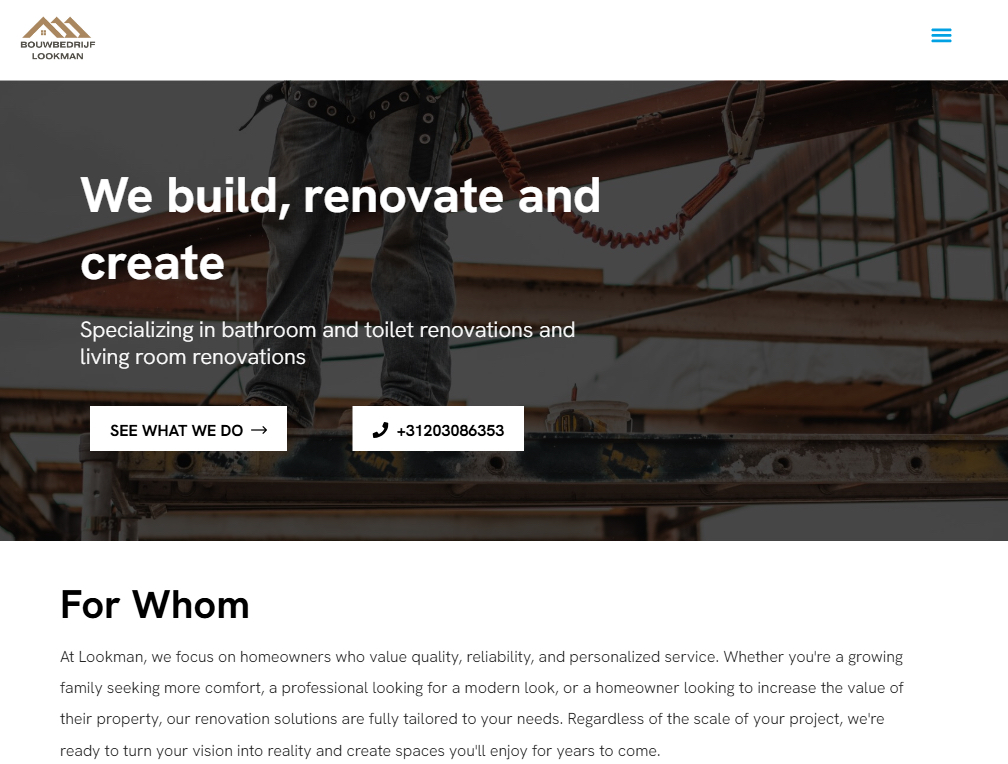 BOUWBEDRIJF
LOOKMAN
We build, renovate and
create
Specializing in bathroom and toilet renovations and
living room renovations
SEE WHAT WE DO →
+31203086353
For Whom
At Lookman, we focus on homeowners who value quality, reliability, and personalized service. Whether you're a growing
family seeking more comfort, a professional looking for a modern look, or a homeowner looking to increase the value of
their property, our renovation solutions are fully tailored to your needs. Regardless of the scale of your project, we're
ready to turn your vision into reality and create spaces you'll enjoy for years to come.